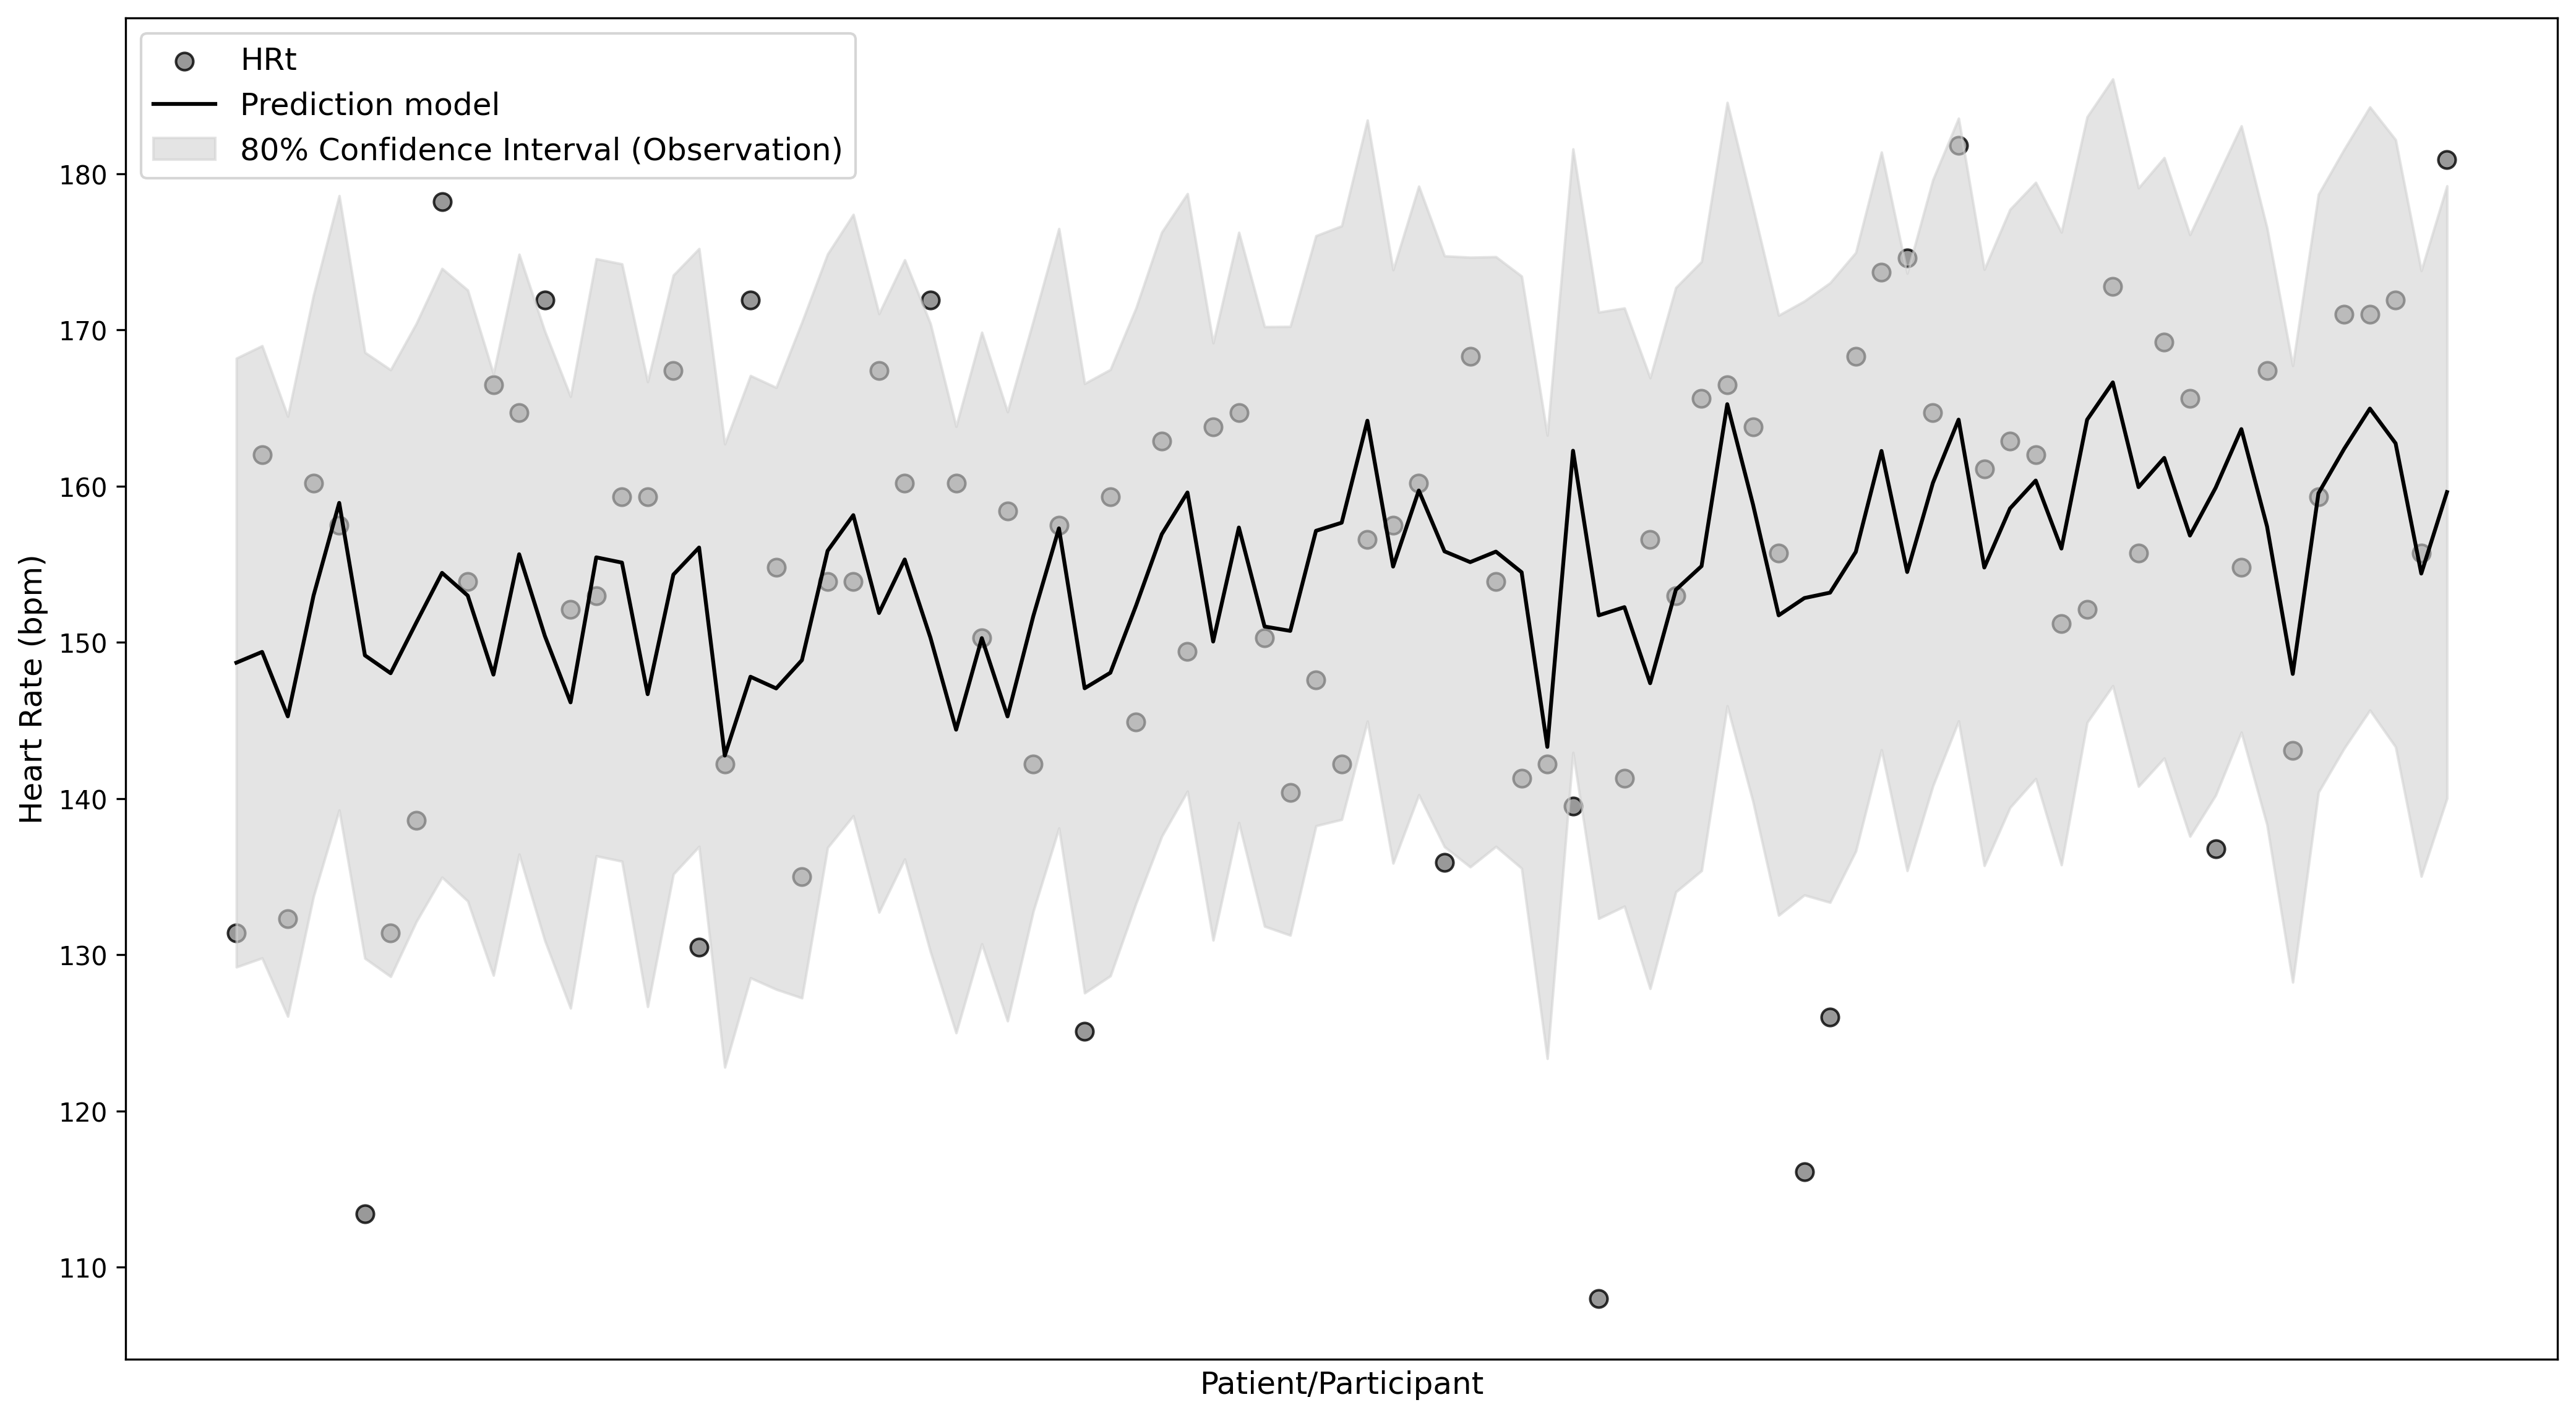 HRt
Prediction model
80% Confidence Interval (Observation)
180
170
160
150
140
130
120
110
Heart Rate (bpm)
Patient/Participant